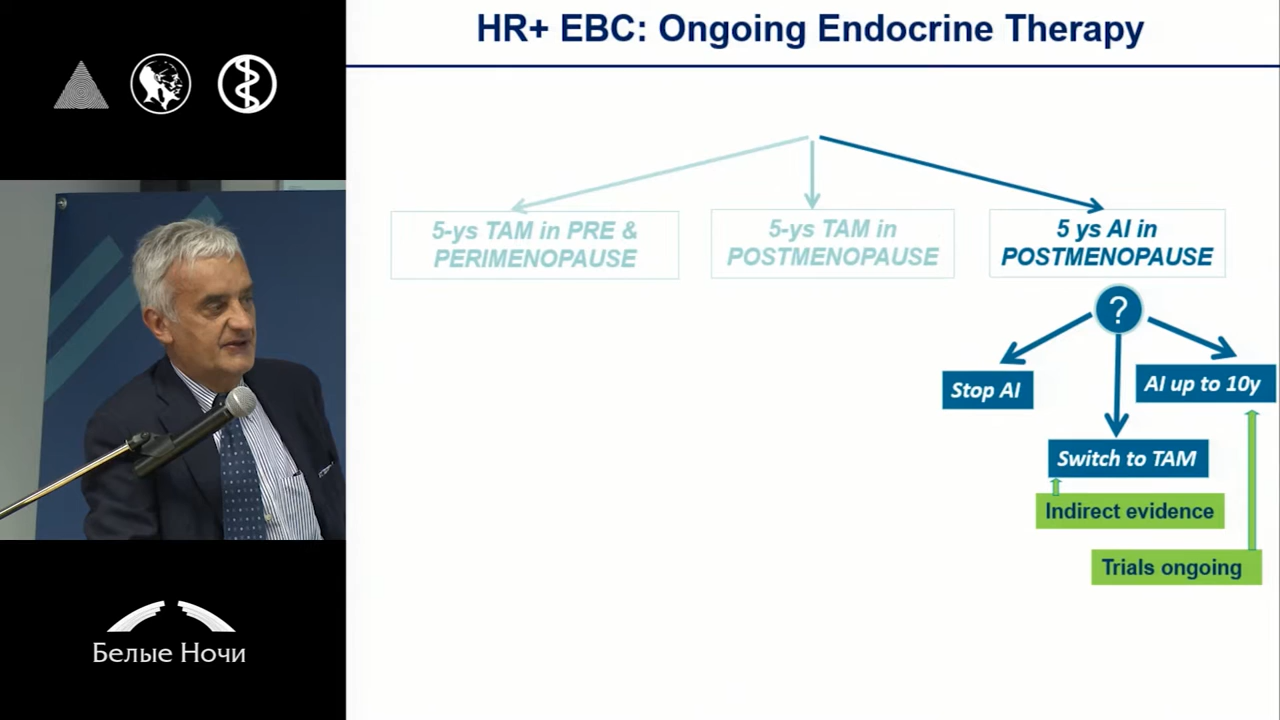 HR+ EBC: Ongoing Endocrine Therapy
5-ys TAM in PRE &
PERIMENOPAUSE
5-ys TAM in
POSTMENOPAUSE
5 ys AI in
POSTMENOPAUSE
?
Stop AI
AI up to 10y
Switch to TAM
Indirect evidence
Trials ongoing
Белые Ночи